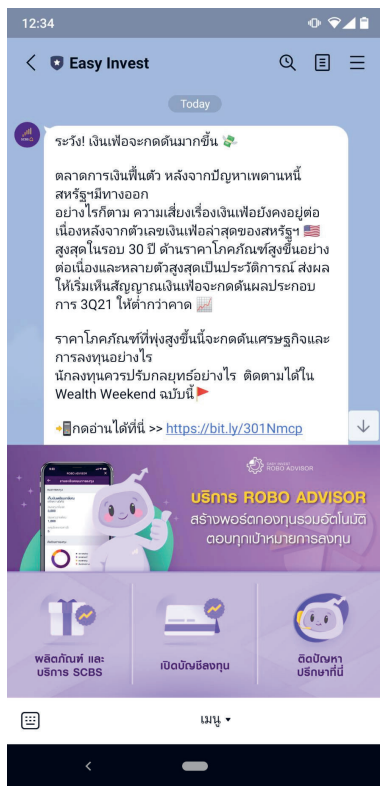 12:34
Easy Invest
Today
ระวัง! เงินเฟ้อจะกดดันมากขึ้น 💸
ตลาดการเงินฟื้นตัว หลังจากปัญหาเพดานหนี้
สหรัฐฯมีทางออก
อย่างไรก็ตาม ความเสี่ยงเรื่องเงินเฟ้อยังคงอยู่ต่อ
เนื่องหลังจากตัวเลขเงินเฟ้อล่าสุดของสหรัฐฯ 🇺🇸
สูงสุดในรอบ 30 ปี ด้านราคาโภคภัณฑ์สูงขึ้นอย่าง
ต่อเนื่องและหลายตัวสูงสุดเป็นประวัติการณ์ ส่งผล
ให้เริ่มเห็นสัญญาณเงินเฟ้อจะกดดันผลประกอบ
การ 3Q21 ให้ต่ำกว่าคาด 📈
ราคาโภคภัณฑ์ที่พุ่งสูงขึ้นนี้จะกดดันเศรษฐกิจและ
การลงทุนอย่างไร
นักลงทุนควรปรับกลยุทธ์อย่างไร ติดตามได้ใน
Wealth Weekend ฉบับนี้🚩
📲กดอ่านได้ที่นี่ >> https://bit.ly/301Nmcp
ROBO ADVISOR
บริการ ROBO ADVISOR
สร้างพอร์ตกองทุนรวมอัตโนมัติ
ตอบทุกเป้าหมายการลงทุน
ผลิตภัณฑ์ และ
บริการ SCBS
เปิดบัญชีลงทุน
ติดปัญหา
ปรึกษาที่นี่
เมนู